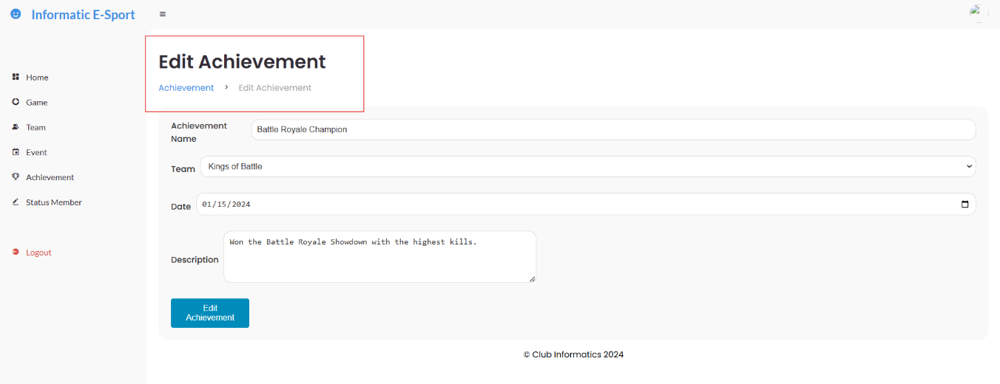 Informatic E-Sport
Home
Game
Team
Event
Achievement
Status Member
Logout
Edit Achievement
Achievement > Edit Achievement
Achievement
Name
Battle Royale Champion
Team
Kings of Battle
Date
01/15/2024
Description
Won the Battle Royale Showdown with the highest kills.
Edit
Achievement
© Club Informatics 2024